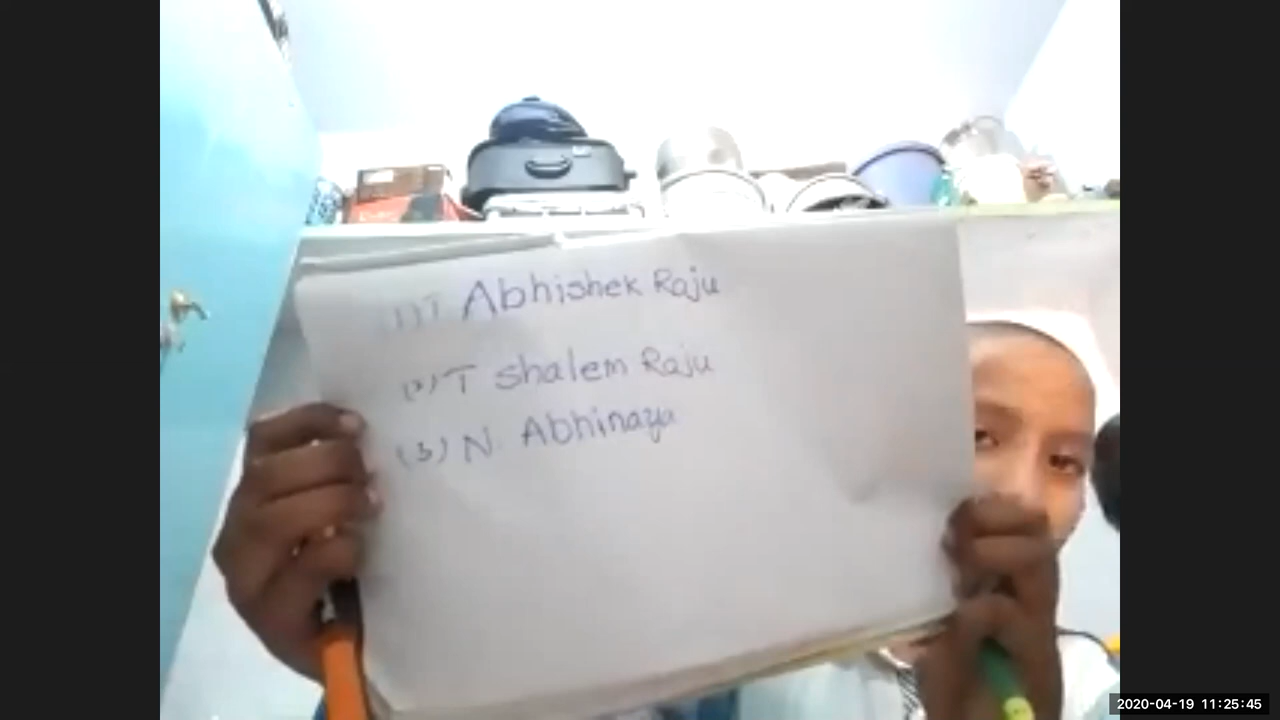 (1) T Abhishek Raju
(2) T Shalem Raju
(3) N. Abhinaya
2020-04-19 11:25:45